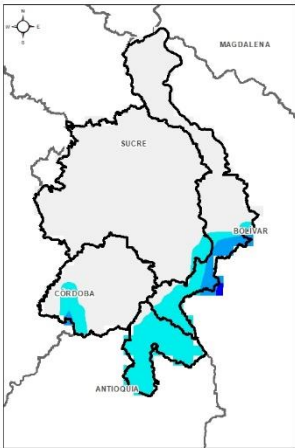 N
W E
S
MAGDALENA
SUCRE
BOLIVAR
CORDOBA
ANTIOQUIA